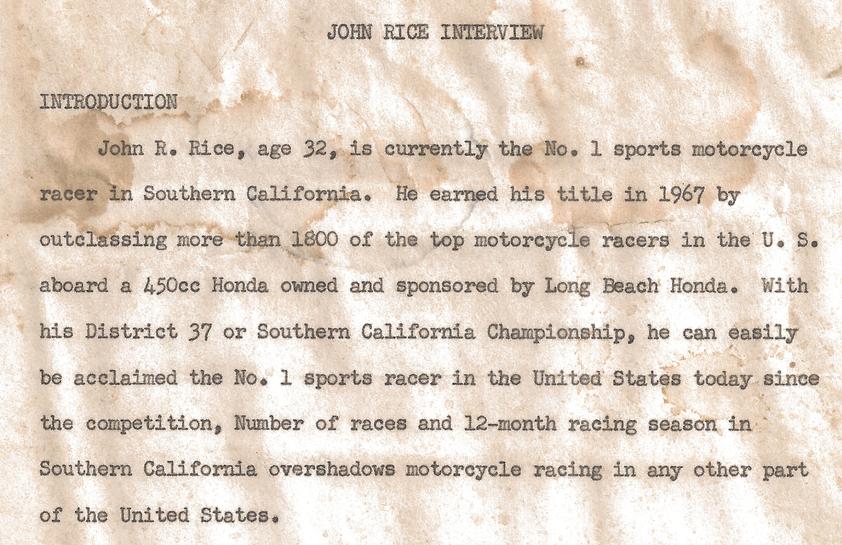 JOHN RICE INTERVIEW
INTRODUCTION
John R. Rice, age 32, is currently the No. 1 sports motorcycle
racer in Southern California. He earned his title in 1967 by
outclassing more than 1800 of the top motorcycle racers in the U. S.
aboard a 450cc Honda owned and sponsored by Long Beach Honda. With
his District 37 or Southern California Championship, he can easily
be acclaimed the No. 1 sports racer in the United States today since
the competition, Number of races and 12-month racing season in
Southern California overshadows motorcycle racing in any other part
of the United States.